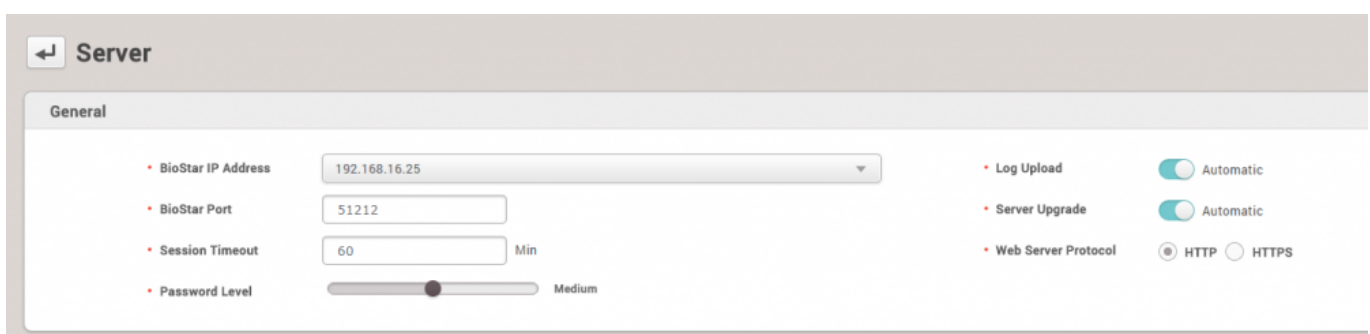 Server
General
BioStar IP Address 192.168.16.25 Log Upload Automatic
BioStar Port 51212 Server Upgrade Automatic
Session Timeout 60 Min Web Server Protocol HTTP HTTPS
Password Level Medium